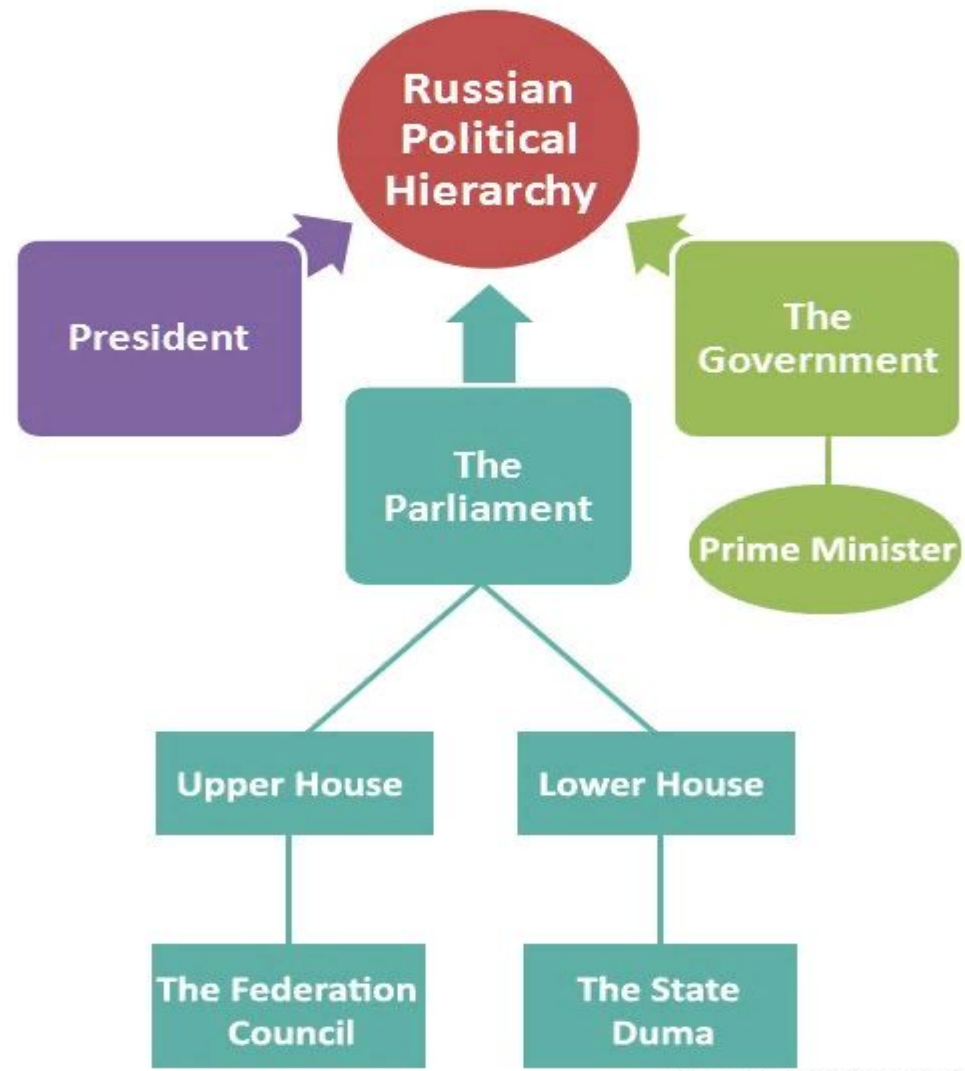 Russian
Political
Hierarchy
President
The
Government
The
Parliament
Prime Minister
Upper House
Lower House
The Federation
Council
The State
Duma